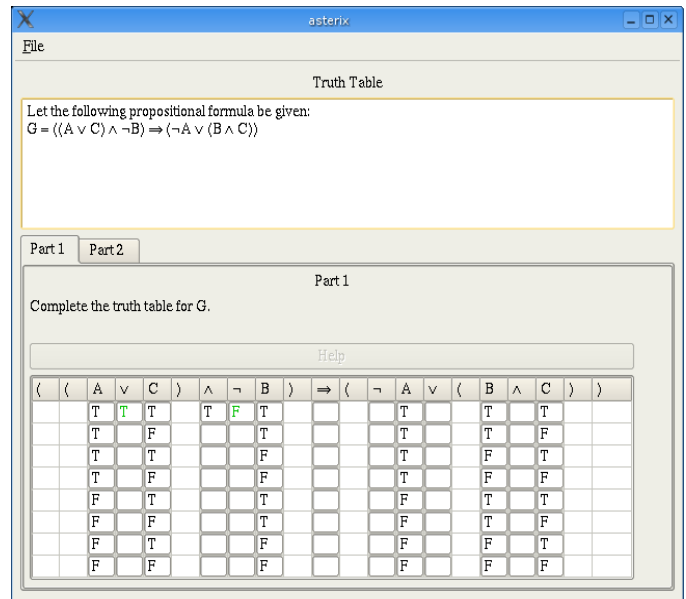 asterix
File
Truth Table
Let the following propositional formula be given:
G = ((A ∨ C) ∧ ¬B) ⇒ (¬A ∨ (B ∧ C))
Part 1 Part 2
Part 1
Complete the truth table for G.
Help
( ( A ∨ C ) ∧ ¬ B ) ⇒ ( ¬ A ∨ ( B ∧ C ) )
T T T T F T T T T
T F T T T F
T T F T F T
T F F T F F
F T T F T T
F F T F T F
F T F F F T
F F F F F F